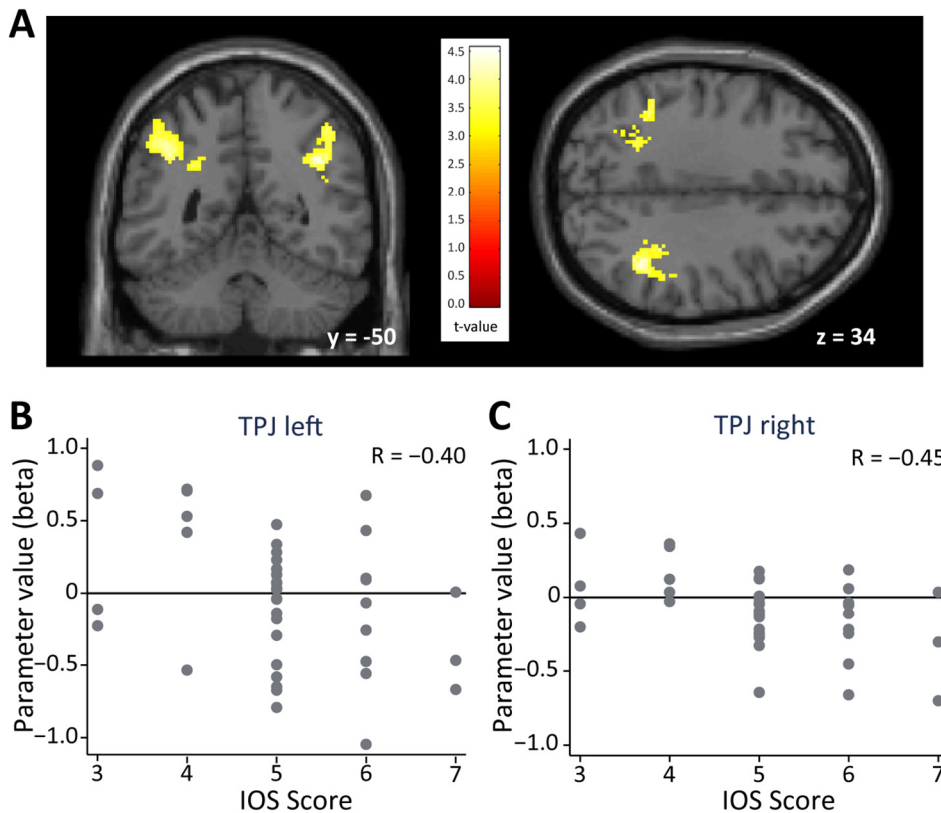 A
4.5
4.0
3.5
3.0
2.5
2.0
1.5
1.0
0.5
0.0
t-value
y = -50
z = 34
B
TPJ left
R = −0.40
Parameter value (beta)
1.0
0.5
0
−0.5
−1.0
3 4 5 6 7
IOS Score
C
TPJ right
R = −0.45
Parameter value (beta)
1.0
0.5
0
−0.5
−1.0
3 4 5 6 7
IOS Score